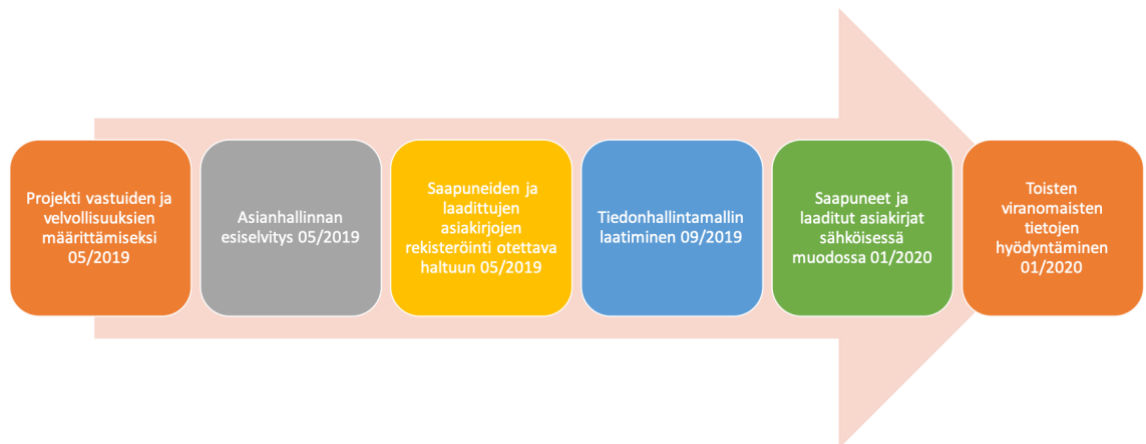 Projekti vastuiden ja
velvollisuuksien
määrittämiseksi
05/2019
Asianhallinnan
esiselvitys 05/2019
Saapuneiden ja
laadittujen
asiakirjojen
rekisteröinti otettava
haltuun 05/2019
Tiedonhallintamallin
laatiminen 09/2019
Saapuneet ja
laaditut asiakirjat
sähköisessä
muodossa 01/2020
Toisten
viranomaisten
tietojen
hyödyntäminen
01/2020